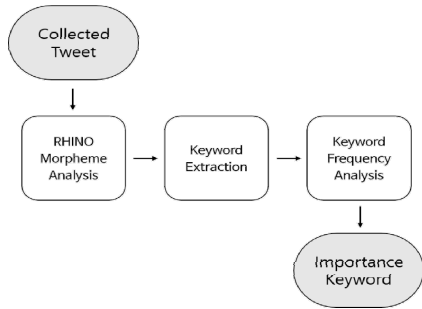 Collected
Tweet
RHINO
Morpheme
Analysis
Keyword
Extraction
Keyword
Frequency
Analysis
Importance
Keyword